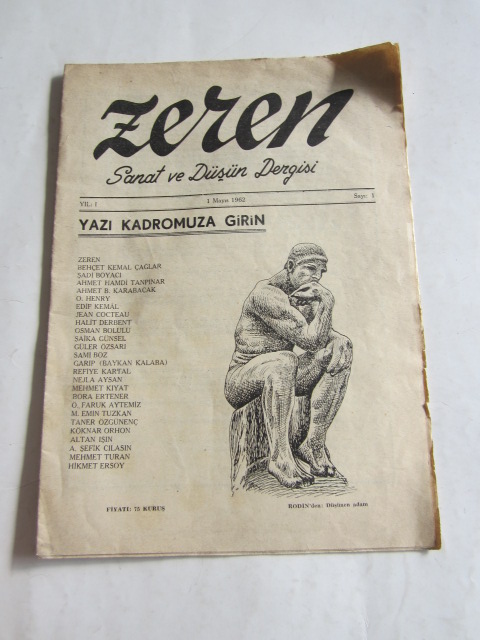 zeren
Sanat ve Düşün Dergisi
YIL: 1 1 Mayıs 1962 Sayı: 1
YAZI KADROMUZA GİRİN
ZEREN
BEHÇET KEMAL ÇAĞLAR
ŞADİ BOYACI
AHMET HAMDİ TANPINAR
AHMET B. KARABACAK
O. HENRY
EDİP KEMÂL
JEAN COCTEAU
HALİT DERBENT
OSMAN BOLULU
SAİKA GÜNSEL
GÜLER ÖZSARI
SAMİ BOZ
GARİP (BAYKAN KALABA)
REFİYE KARTAL
NEJLA AYSAN
MEHMET KIYAT
BORA ERTENER
O. FARUK AYTEMİZ
M. EMİN TUZKAN
TANER ÖZGÜNENÇ
KÖKNAR ORHON
ALTAN IŞIN
A. ŞEFİK CILASIN
MEHMET TURAN
HİKMET ERSOY
FİYATI: 75 KURUŞ RODİN'den: Düşünen adam